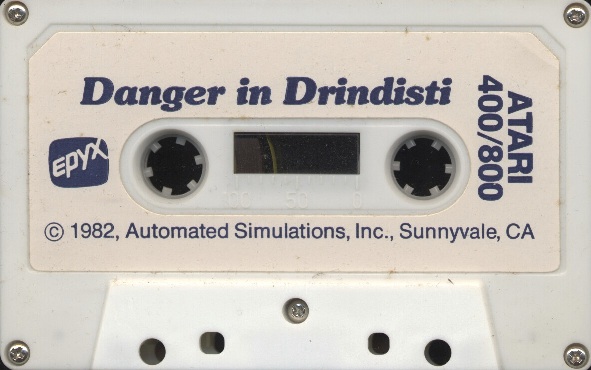 Danger in Drindisti
ATARI
400/800
EPYX
100 50 0
© 1982, Automated Simulations, Inc., Sunnyvale, CA